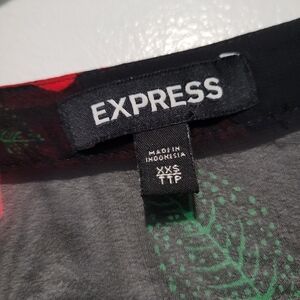 EXPRESS
MADE IN
INDONESIA
XXS
TTP